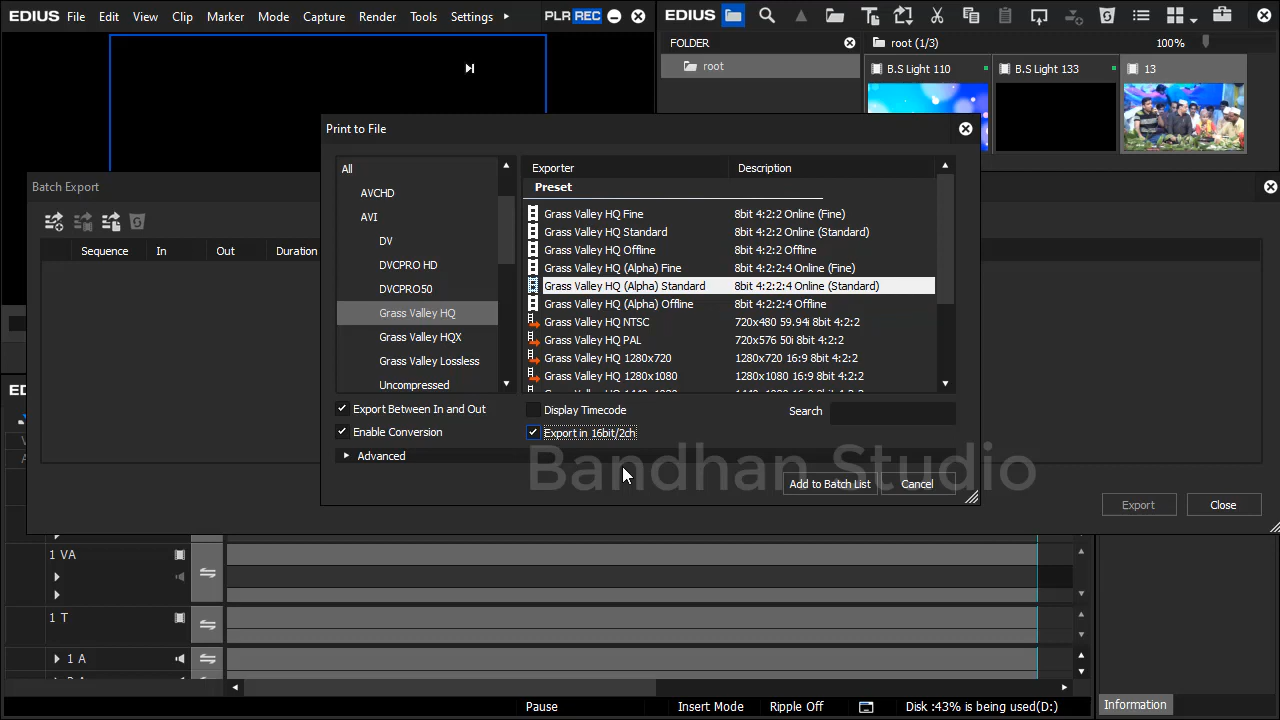 EDIUS File Edit View Clip Marker Mode Capture Render Tools Settings PLR REC
EDIUS
FOLDER
root (1/3)
100%
root
B.S Light 110
B.S Light 133
13
Print to File
Batch Export
Sequence In Out Duration
All
AVCHD
AVI
DV
DVCPRO HD
DVCPRO50
Grass Valley HQ
Grass Valley HQX
Grass Valley Lossless
Uncompressed
Exporter Description
Preset
Grass Valley HQ Fine 8bit 4:2:2 Online (Fine)
Grass Valley HQ Standard 8bit 4:2:2 Online (Standard)
Grass Valley HQ Offline 8bit 4:2:2 Offline
Grass Valley HQ (Alpha) Fine 8bit 4:2:2:4 Online (Fine)
Grass Valley HQ (Alpha) Standard 8bit 4:2:2:4 Online (Standard)
Grass Valley HQ (Alpha) Offline 8bit 4:2:2:4 Offline
Grass Valley HQ NTSC 720x480 59.94i 8bit 4:2:2
Grass Valley HQ PAL 720x576 50i 8bit 4:2:2
Grass Valley HQ 1280x720 1280x720 16:9 8bit 4:2:2
Grass Valley HQ 1280x1080 1280x1080 16:9 8bit 4:2:2
Export Between In and Out
Display Timecode
Search
Enable Conversion
Export in 16bit/2ch
Advanced
Bandhan Studio
Add to Batch List
Cancel
Export
Close
1 VA
1 T
1 A
Pause
Insert Mode
Ripple Off
Disk :43% is being used(D:)
Information